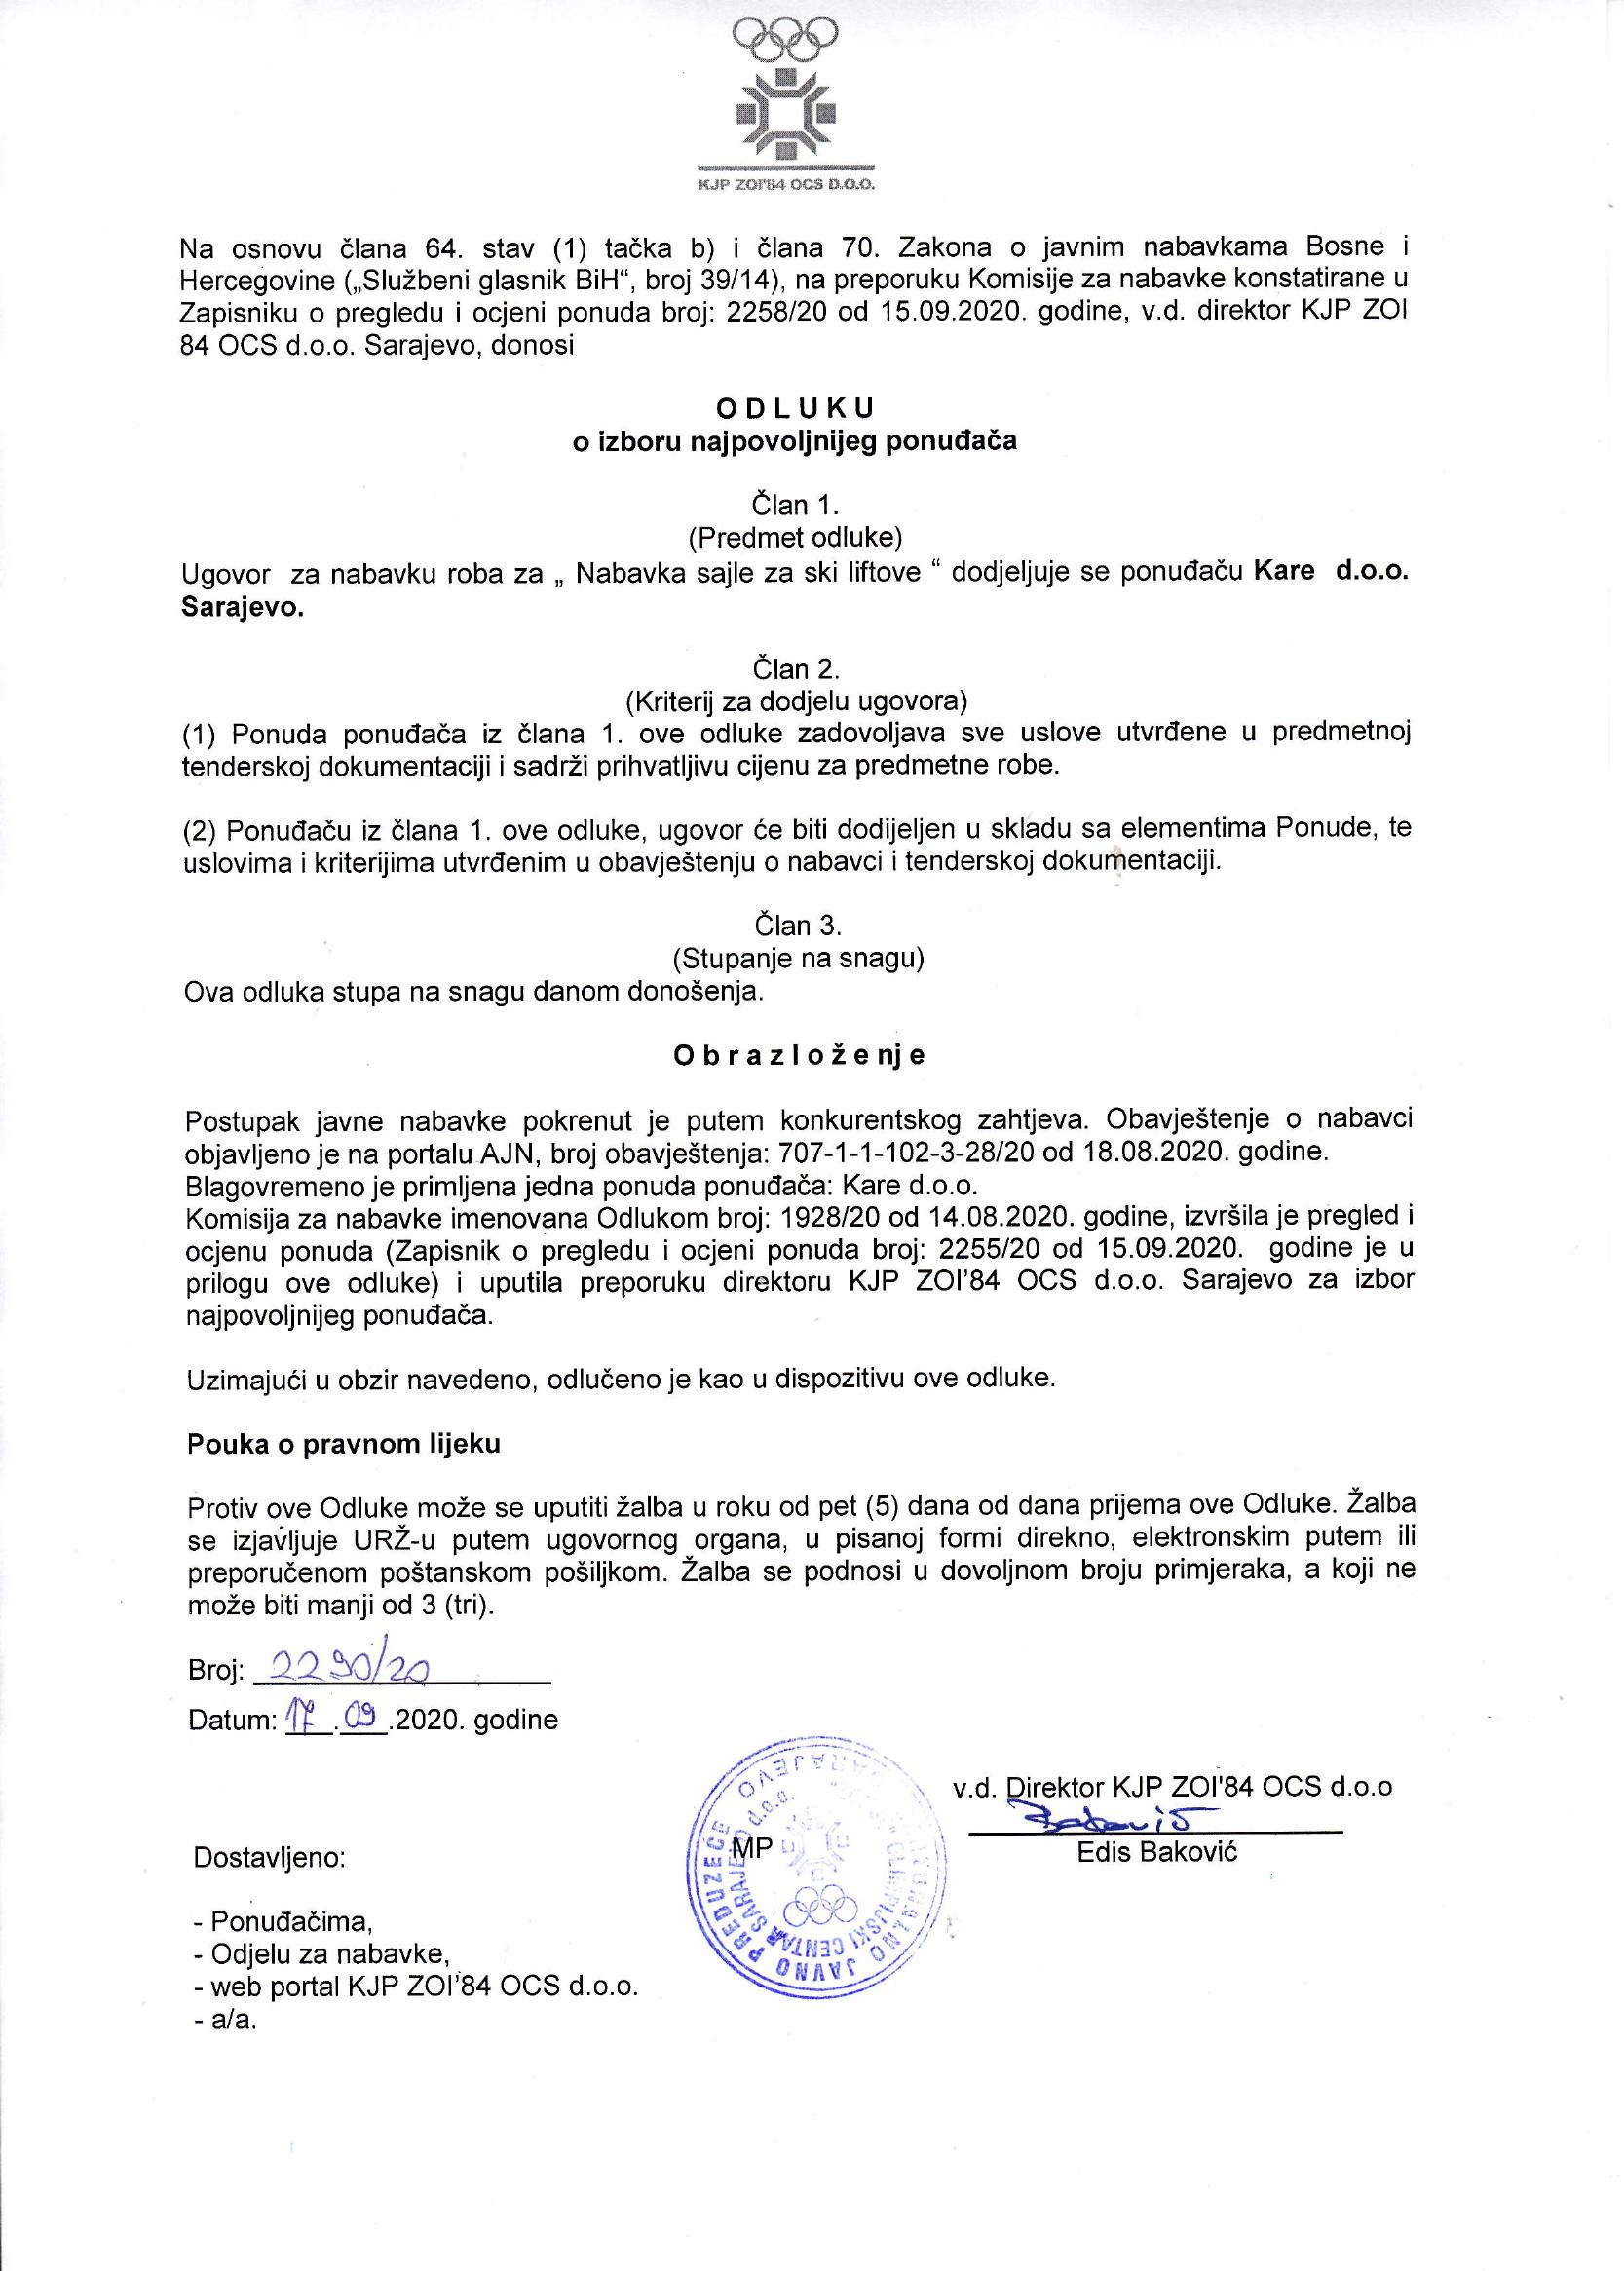 KJP ZOI'84 OCS D.O.O.
Na osnovu člana 64. stav (1) tačka b) i člana 70. Zakona o javnim nabavkama Bosne i
Hercegovine („Službeni glasnik BiH“, broj 39/14), na preporuku Komisije za nabavke konstatirane u
Zapisniku o pregledu i ocjeni ponuda broj: 2258/20 od 15.09.2020. godine, v.d. direktor KJP ZOI
84 OCS d.o.o. Sarajevo, donosi
O D L U K U
o izboru najpovoljnijeg ponuđača
Član 1.
(Predmet odluke)
Ugovor za nabavku roba za „ Nabavka sajle za ski liftove “ dodjeljuje se ponuđaču Kare d.o.o.
Sarajevo.
Član 2.
(Kriterij za dodjelu ugovora)
(1) Ponuda ponuđača iz člana 1. ove odluke zadovoljava sve uslove utvrđene u predmetnoj
tenderskoj dokumentaciji i sadrži prihvatljivu cijenu za predmetne robe.
(2) Ponuđaču iz člana 1. ove odluke, ugovor će biti dodijeljen u skladu sa elementima Ponude, te
uslovima i kriterijima utvrđenim u obavještenju o nabavci i tenderskoj dokumentaciji.
Član 3.
(Stupanje na snagu)
Ova odluka stupa na snagu danom donošenja.
O b r a z l o ž e nj e
Postupak javne nabavke pokrenut je putem konkurentskog zahtjeva. Obavještenje o nabavci
objavljeno je na portalu AJN, broj obavještenja: 707-1-1-102-3-28/20 od 18.08.2020. godine.
Blagovremeno je primljena jedna ponuda ponuđača: Kare d.o.o.
Komisija za nabavke imenovana Odlukom broj: 1928/20 od 14.08.2020. godine, izvršila je pregled i
ocjenu ponuda (Zapisnik o pregledu i ocjeni ponuda broj: 2255/20 od 15.09.2020. godine je u
prilogu ove odluke) i uputila preporuku direktoru KJP ZOI’84 OCS d.o.o. Sarajevo za izbor
najpovoljnijeg ponuđača.
Uzimajući u obzir navedeno, odlučeno je kao u dispozitivu ove odluke.
Pouka o pravnom lijeku
Protiv ove Odluke može se uputiti žalba u roku od pet (5) dana od dana prijema ove Odluke. Žalba
se izjavljuje URŽ-u putem ugovornog organa, u pisanoj formi direkno, elektronskim putem ili
preporučenom poštanskom pošiljkom. Žalba se podnosi u dovoljnom broju primjeraka, a koji ne
može biti manji od 3 (tri).
Broj: 2290/20
Datum: 17.09.2020. godine
v.d. Direktor KJP ZOI'84 OCS d.o.o
Edis Baković
MP
JAVNO PREDUZEĆE
SARAJEVO
CENTAR SARAJEVO d.o.o.
Dostavljeno:
- Ponuđačima,
- Odjelu za nabavke,
- web portal KJP ZOI’84 OCS d.o.o.
- a/a.